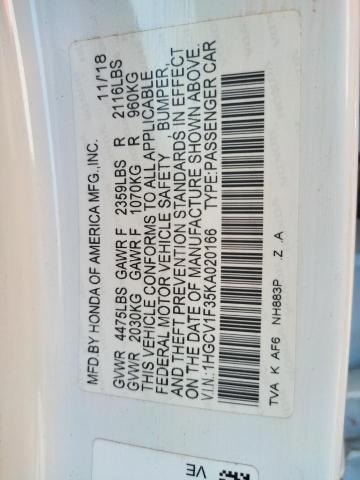 MFD.BY HONDA OF AMERICA MFG.,INC. 11/18
GVWR 4475LBS GAWR F 2359LBS R 2116LBS
GVWR 2030KG GAWR F 1070KG R 960KG
THIS VEHICLE CONFORMS TO ALL APPLICABLE
FEDERAL MOTOR VEHICLE SAFETY , BUMPER,
AND THEFT PREVENTION STANDARDS IN EFFECT
ON THE DATE OF MANUFACTURE SHOWN ABOVE.
V.I.N.:1HGCV1F35KA020166 TYPE:PASSENGER CAR
TVA K AF6 NH883P Z .A
VE